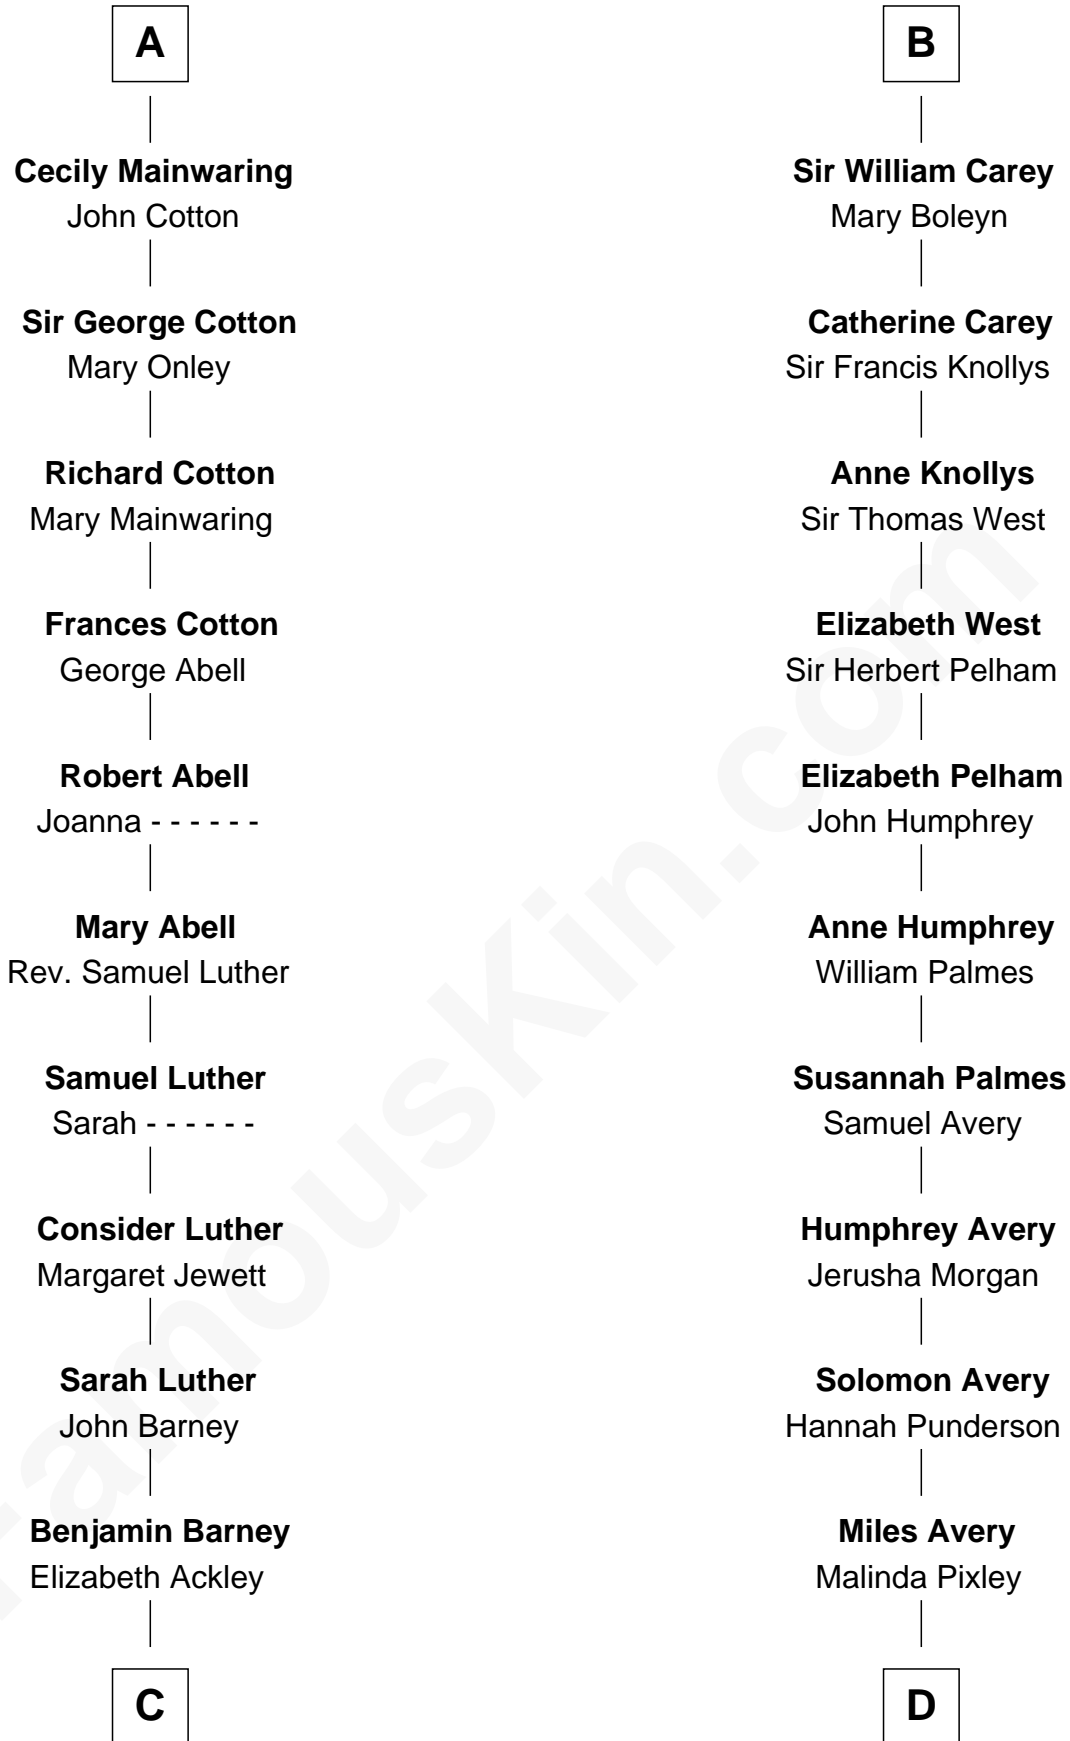 A
Cecily Mainwaring
John Cotton
Sir George Cotton
Mary Onley
Richard Cotton
Mary Mainwaring
Frances Cotton
George Abell
Robert Abell
Joanna - - - - - -
Mary Abell
Rev. Samuel Luther
Samuel Luther
Sarah - - - - - -
Consider Luther
Margaret Jewett
Sarah Luther
John Barney
Benjamin Barney
Elizabeth Ackley
C
B
Sir William Carey
Mary Boleyn
Catherine Carey
Sir Francis Knollys
Anne Knollys
Sir Thomas West
Elizabeth West
Sir Herbert Pelham
Elizabeth Pelham
John Humphrey
Anne Humphrey
William Palmes
Susannah Palmes
Samuel Avery
Humphrey Avery
Jerusha Morgan
Solomon Avery
Hannah Punderson
Miles Avery
Malinda Pixley
D
FamousKin.com